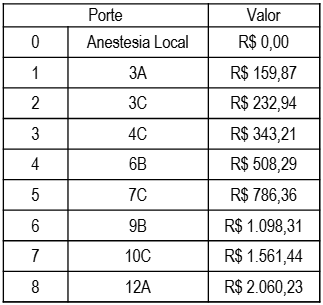 Porte Valor
0 Anestesia Local R$ 0,00
1 3A R$ 159,87
2 3C R$ 232,94
3 4C R$ 343,21
4 6B R$ 508,29
5 7C R$ 786,36
6 9B R$ 1.098,31
7 10C R$ 1.561,44
8 12A R$ 2.060,23